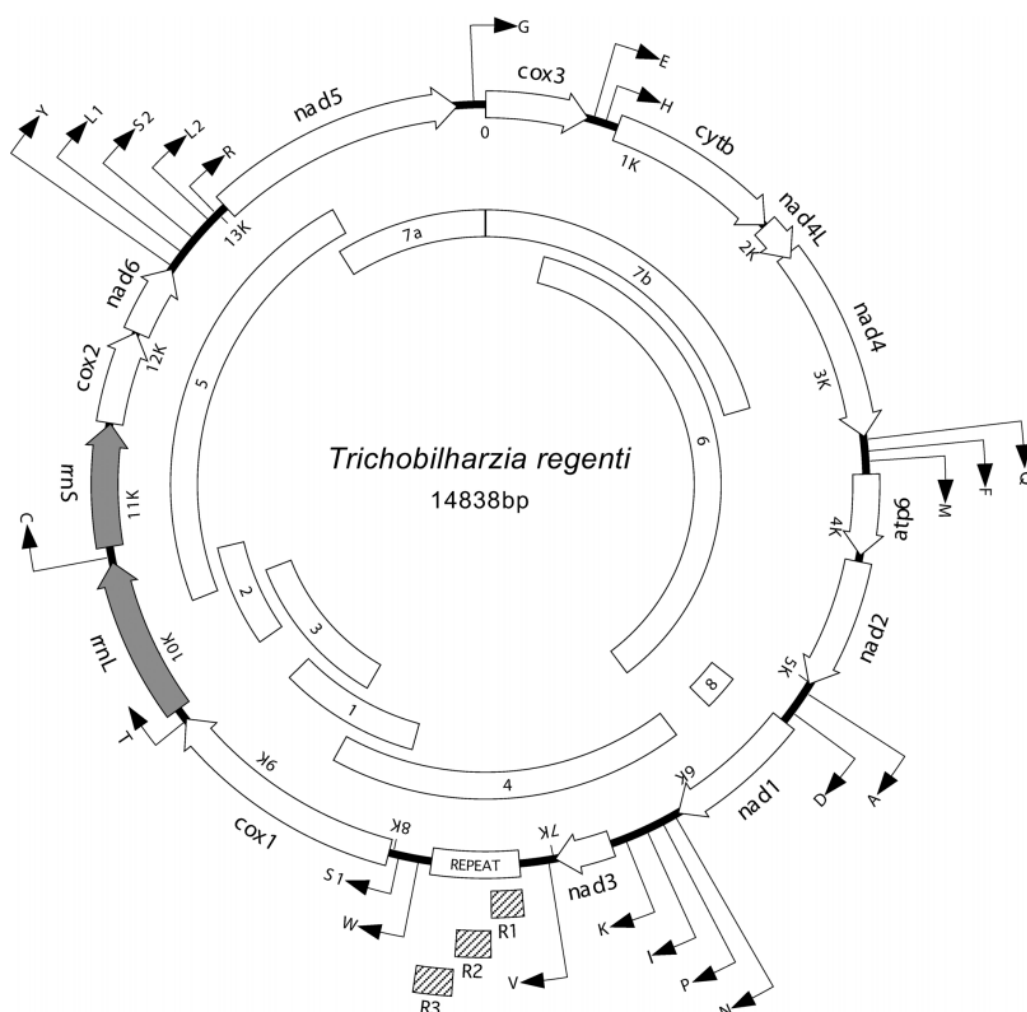 G
cox3
E
H
cytb
nad4L
nad4
Q
F
M
atp6
nad2
A
D
nad1
N
P
I
K
nad3
V
REPEAT
R1
R2
R3
W
S1
cox1
T
rrnL
C
rrnS
cox2
nad6
Y
L1
S2
L2
R
nad5
0
1K
2K
3K
4K
5K
6K
7K
8K
9K
10K
11K
12K
13K
7a
7b
6
5
2
3
1
4
8
Trichobilharzia regenti
14838bp